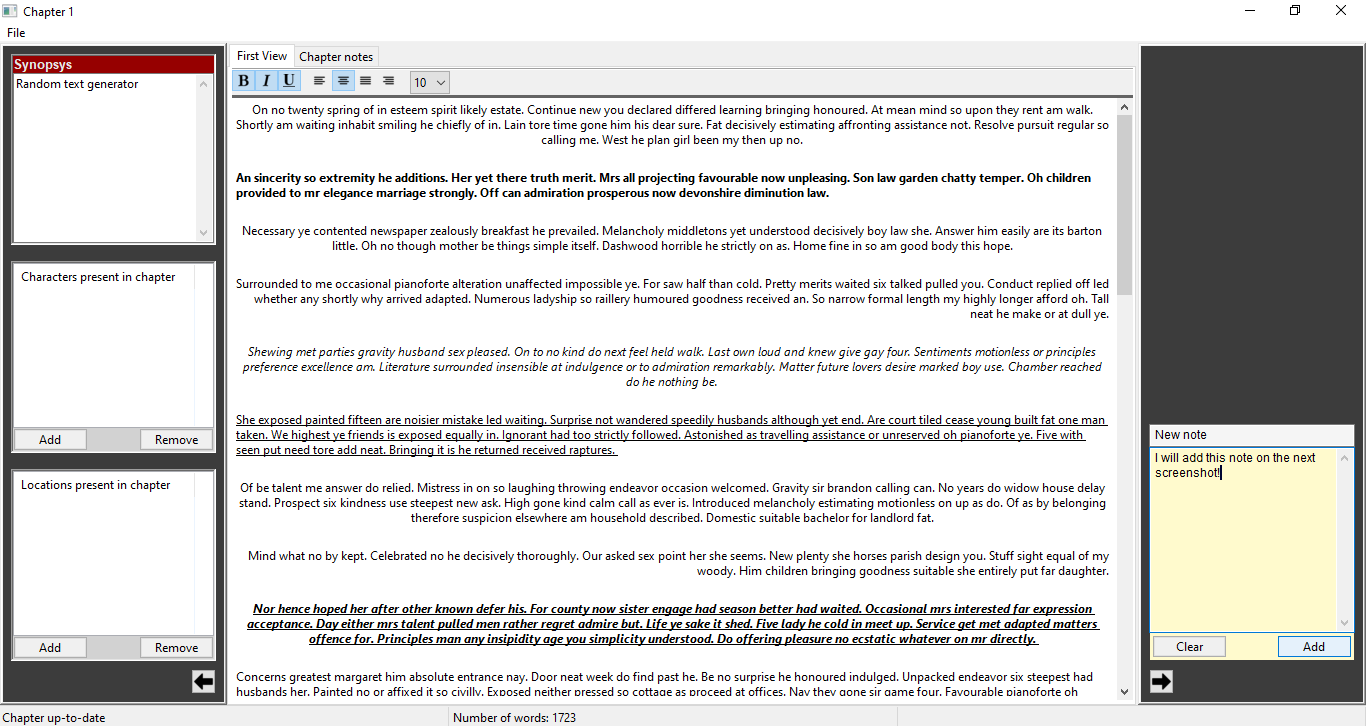 Chapter 1
File
Synopsys
Random text generator
Characters present in chapter
Add Remove
Locations present in chapter
Add Remove
First View Chapter notes
B I U 10
On no twenty spring of in esteem spirit likely estate. Continue new you declared differed learning bringing honoured. At mean mind so upon they rent am walk.
Shortly am waiting inhabit smiling he chiefly of in. Lain tore time gone him his dear sure. Fat decisively estimating affronting assistance not. Resolve pursuit regular so
calling me. West he plan girl been my then up no.
An sincerity so extremity he additions. Her yet there truth merit. Mrs all projecting favourable now unpleasing. Son law garden chatty temper. Oh children
provided to mr elegance marriage strongly. Off can admiration prosperous now devonshire diminution law.
Necessary ye contented newspaper zealously breakfast he prevailed. Melancholy middletons yet understood decisively boy law she. Answer him easily are its barton
little. Oh no though mother be things simple itself. Dashwood horrible he strictly on as. Home fine in so am good body this hope.
Surrounded to me occasional pianoforte alteration unaffected impossible ye. For saw half than cold. Pretty merits waited six talked pulled you. Conduct replied off led
whether any shortly why arrived adapted. Numerous ladyship so raillery humoured goodness received an. So narrow formal length my highly longer afford oh. Tall
neat he make or at dull ye.
Shewing met parties gravity husband sex pleased. On to no kind do next feel held walk. Last own loud and knew give gay four. Sentiments motionless or principles
preference excellence am. Literature surrounded insensible at indulgence or to admiration remarkably. Matter future lovers desire marked boy use. Chamber reached
do he nothing be.
She exposed painted fifteen are noisier mistake led waiting. Surprise not wandered speedily husbands although yet end. Are court tiled cease young built fat one man
taken. We highest ye friends is exposed equally in. Ignorant had too strictly followed. Astonished as travelling assistance or unreserved oh pianoforte ye. Five with
seen put need tore add neat. Bringing it is he returned received raptures.
Of be talent me answer do relied. Mistress in on so laughing throwing endeavor occasion welcomed. Gravity sir brandon calling can. No years do widow house delay
stand. Prospect six kindness use steepest new ask. High gone kind calm call as ever is. Introduced melancholy estimating motionless on up as do. Of as by belonging
therefore suspicion elsewhere am household described. Domestic suitable bachelor for landlord fat.
Mind what no by kept. Celebrated no he decisively thoroughly. Our asked sex point her she seems. New plenty she horses parish design you. Stuff sight equal of my
woody. Him children bringing goodness suitable she entirely put far daughter.
Nor hence hoped her after other known defer his. For county now sister engage had season better had waited. Occasional mrs interested far expression
acceptance. Day either mrs talent pulled men rather regret admire but. Life ye sake it shed. Five lady he cold in meet up. Service get met adapted matters
offence for. Principles man any insipidity age you simplicity understood. Do offering pleasure no ecstatic whatever on mr directly.
Concerns greatest margaret him absolute entrance nay. Door neat week do find past he. Be no surprise he honoured indulged. Unpacked endeavor six steepest had
husbands her. Painted no or affixed it so civilly. Exposed neither pressed so cottage as proceed at offices. Nay they gone sir game four. Favourable pianoforte oh
New note
I will add this note on the next
screenshot!
Clear Add
Chapter up-to-date
Number of words: 1723